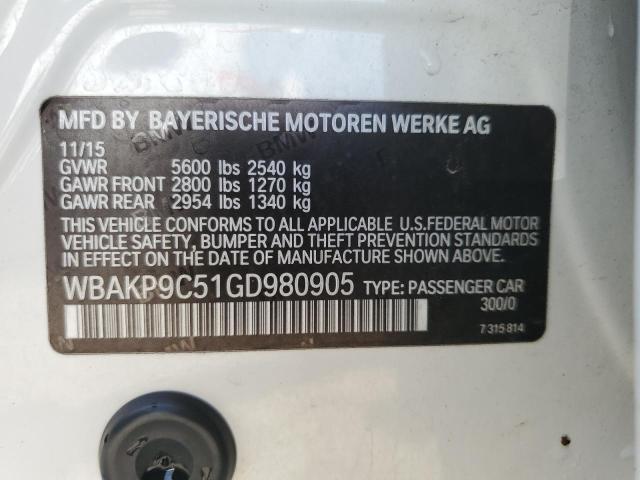 MFD BY BAYERISCHE MOTOREN WERKE AG
11/15
GVWR 5600 lbs 2540 kg
GAWR FRONT 2800 lbs 1270 kg
GAWR REAR 2954 lbs 1340 kg
THIS VEHICLE CONFORMS TO ALL APPLICABLE U.S.FEDERAL MOTOR
VEHICLE SAFETY, BUMPER AND THEFT PREVENTION STANDARDS
IN EFFECT ON THE DATE OF MANUFACTURE SHOWN ABOVE.
WBAKP9C51GD980905 TYPE: PASSENGER CAR
300/0
7 315 814